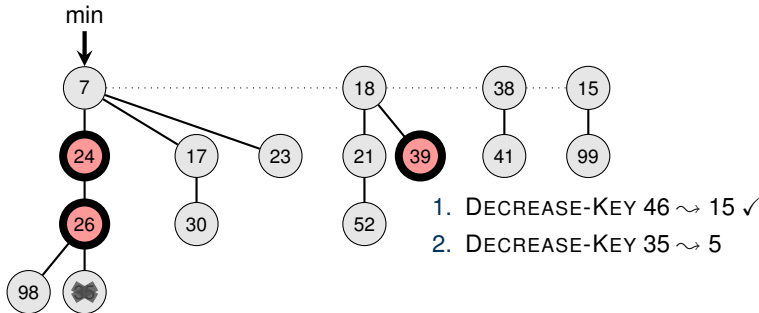 min
7 18 38 15
24 17 23 21 39 41 99
26 30 52
1. DECREASE-KEY 46 ⤳ 15 ✓
2. DECREASE-KEY 35 ⤳ 5
98